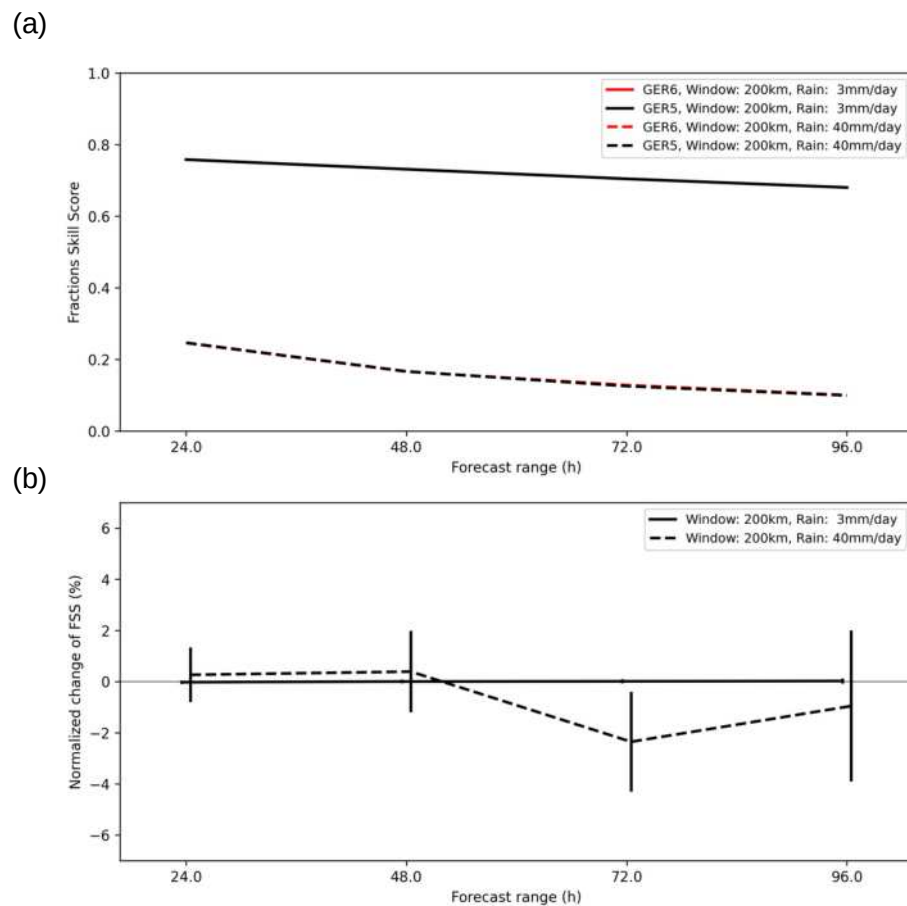 (a)
1.0
0.8
0.6
0.4
0.2
0.0
Fractions Skill Score
GER6, Window: 200km, Rain:  3mm/day
GER5, Window: 200km, Rain:  3mm/day
GER6, Window: 200km, Rain: 40mm/day
GER5, Window: 200km, Rain: 40mm/day
24.0 48.0 72.0 96.0
Forecast range (h)
(b)
6
4
2
0
−2
−4
−6
Normalized change of FSS (%)
Window: 200km, Rain:  3mm/day
Window: 200km, Rain: 40mm/day
24.0 48.0 72.0 96.0
Forecast range (h)